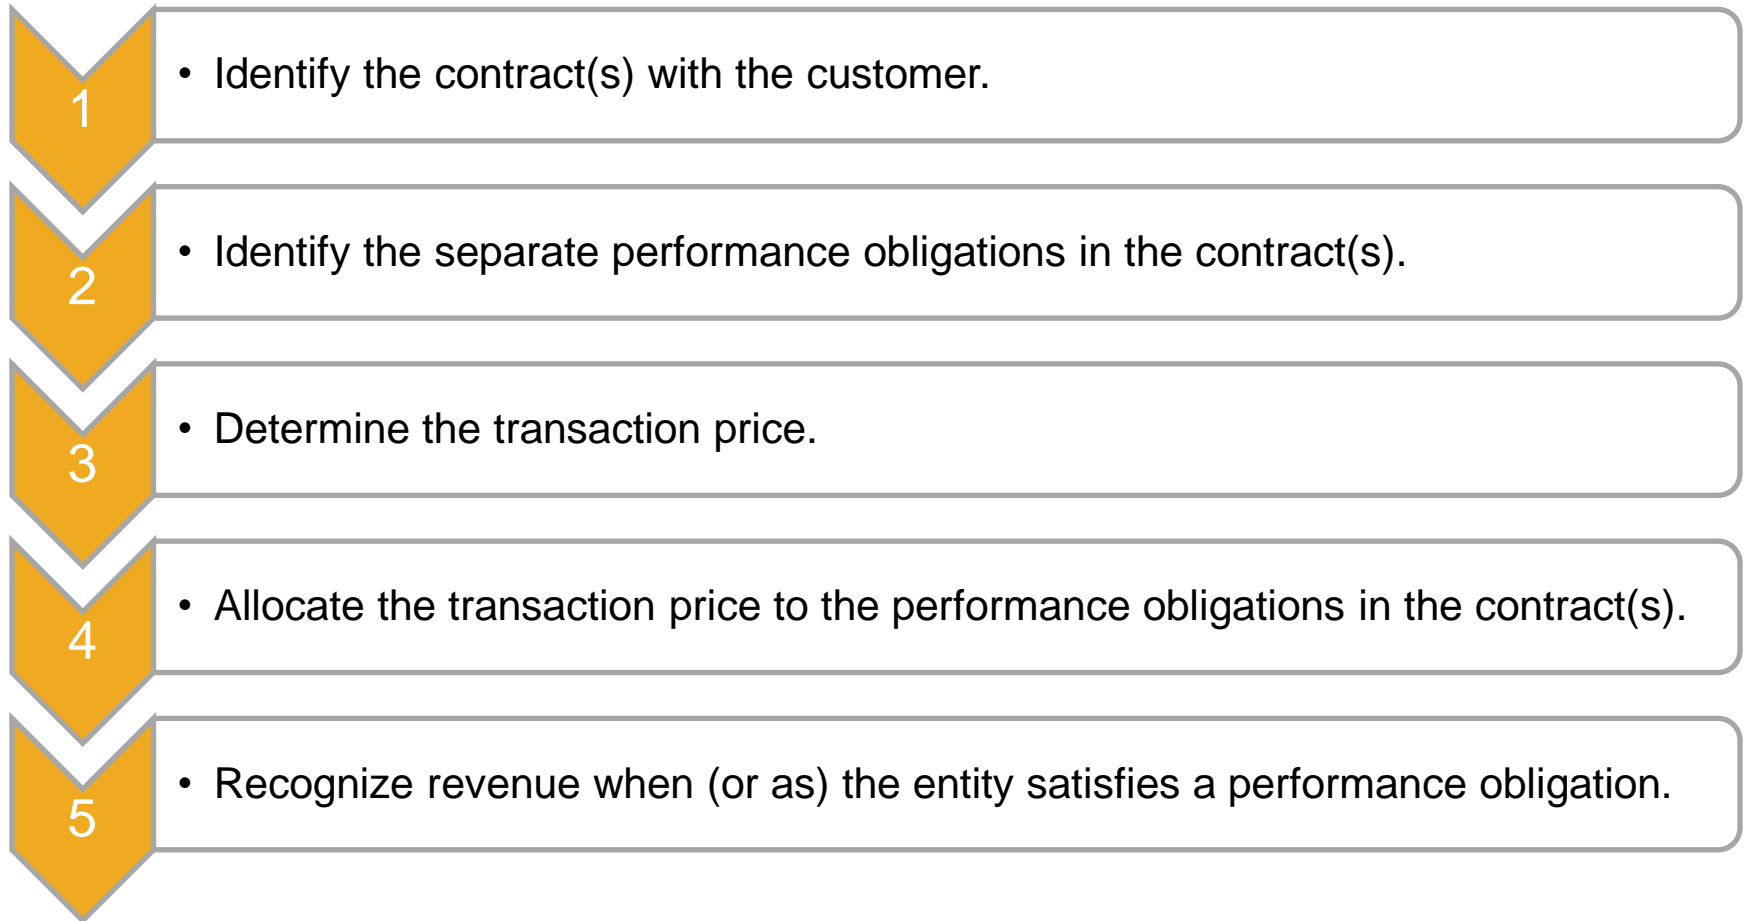 1
• Identify the contract(s) with the customer.
2
• Identify the separate performance obligations in the contract(s).
3
• Determine the transaction price.
4
• Allocate the transaction price to the performance obligations in the contract(s).
5
• Recognize revenue when (or as) the entity satisfies a performance obligation.